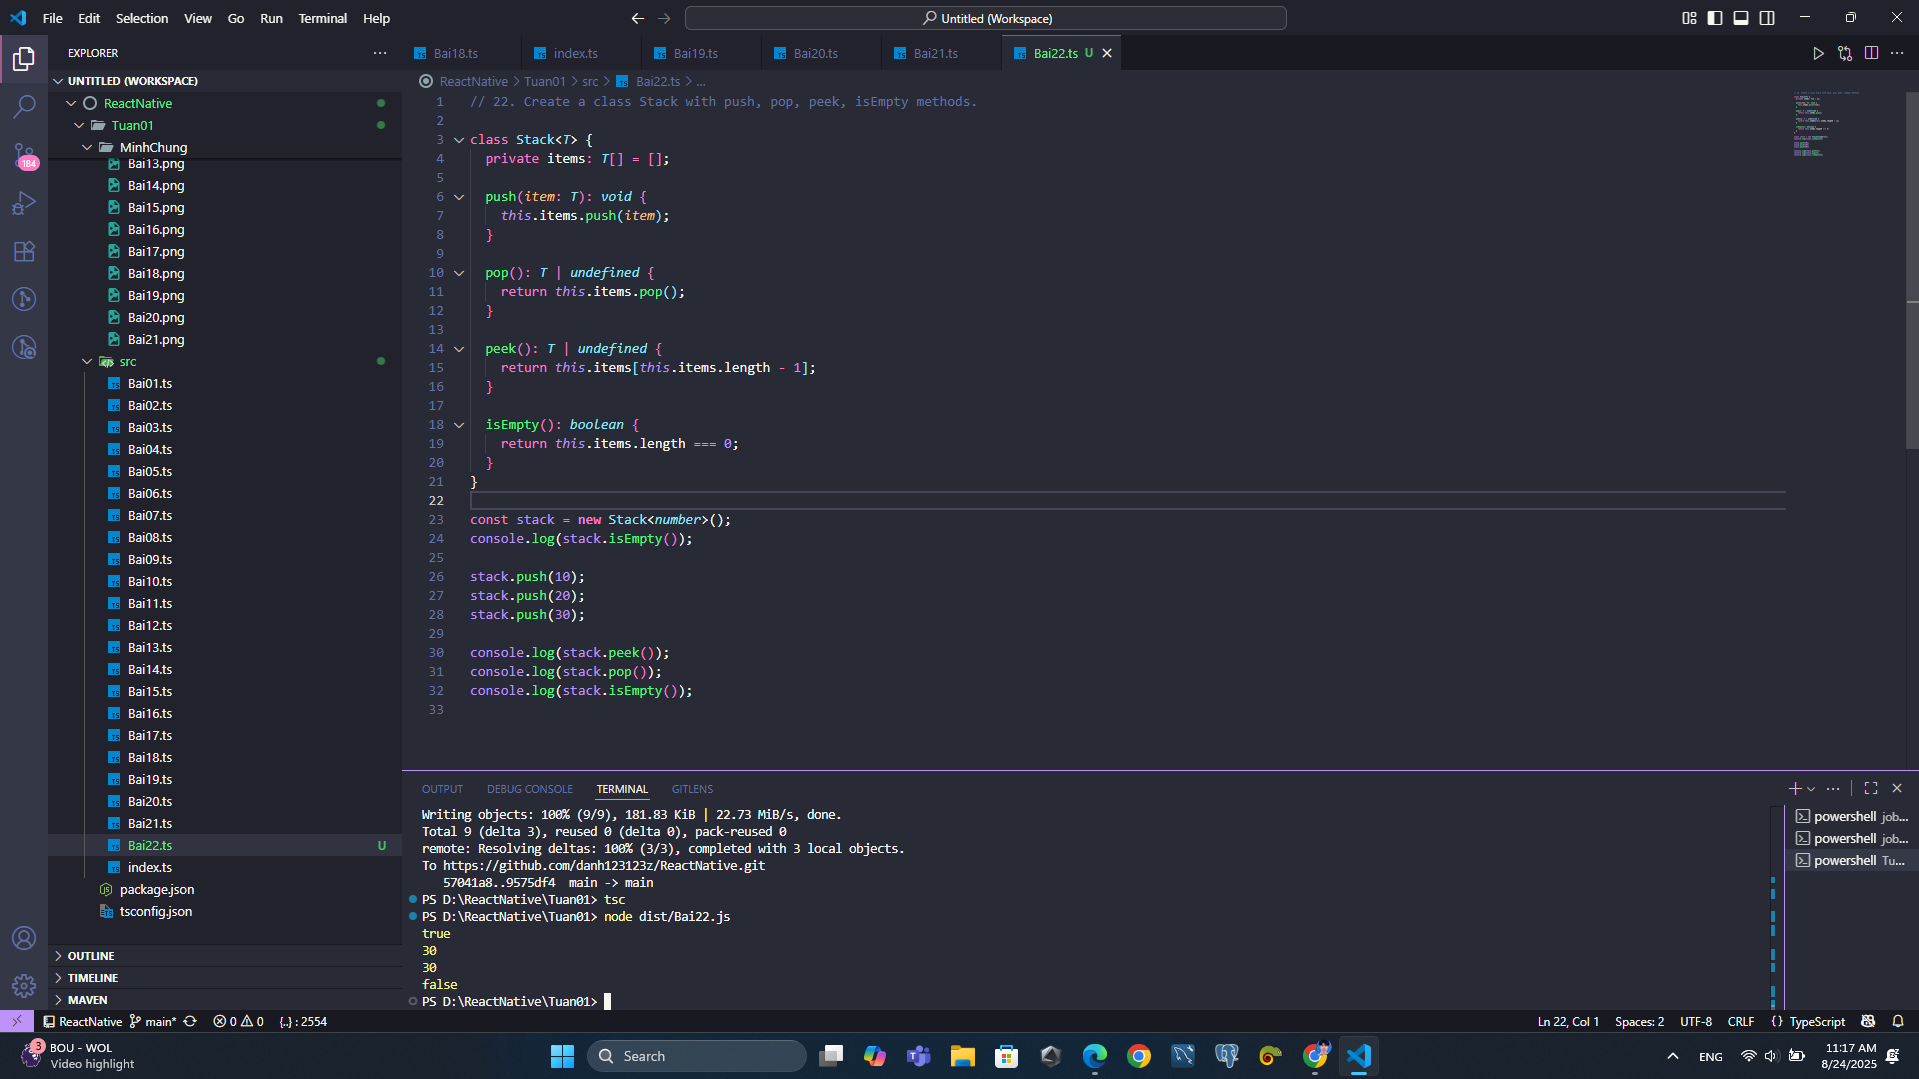 File Edit Selection View Go Run Terminal Help
Untitled (Workspace)
EXPLORER
UNTITLED (WORKSPACE)
ReactNative
Tuan01
MinhChung
Bai13.png
Bai14.png
Bai15.png
Bai16.png
Bai17.png
Bai18.png
Bai19.png
Bai20.png
Bai21.png
src
Bai01.ts
Bai02.ts
Bai03.ts
Bai04.ts
Bai05.ts
Bai06.ts
Bai07.ts
Bai08.ts
Bai09.ts
Bai10.ts
Bai11.ts
Bai12.ts
Bai13.ts
Bai14.ts
Bai15.ts
Bai16.ts
Bai17.ts
Bai18.ts
Bai19.ts
Bai20.ts
Bai21.ts
Bai22.ts U
index.ts
package.json
tsconfig.json
OUTLINE
TIMELINE
MAVEN
184
Bai18.ts index.ts Bai19.ts Bai20.ts Bai21.ts Bai22.ts U
ReactNative > Tuan01 > src > Bai22.ts > ...
1 // 22. Create a class Stack with push, pop, peek, isEmpty methods.
2
3 class Stack<T> {
4 private items: T[] = [];
5
6 push(item: T): void {
7 this.items.push(item);
8 }
9
10 pop(): T | undefined {
11 return this.items.pop();
12 }
13
14 peek(): T | undefined {
15 return this.items[this.items.length - 1];
16 }
17
18 isEmpty(): boolean {
19 return this.items.length === 0;
20 }
21 }
22
23 const stack = new Stack<number>();
24 console.log(stack.isEmpty());
25
26 stack.push(10);
27 stack.push(20);
28 stack.push(30);
29
30 console.log(stack.peek());
31 console.log(stack.pop());
32 console.log(stack.isEmpty());
33
OUTPUT DEBUG CONSOLE TERMINAL GITLENS
Writing objects: 100% (9/9), 181.83 KiB | 22.73 MiB/s, done.
Total 9 (delta 3), reused 0 (delta 0), pack-reused 0
remote: Resolving deltas: 100% (3/3), completed with 3 local objects.
To https://github.com/danh123123z/ReactNative.git
57041a8..9575df4 main -> main
PS D:\ReactNative\Tuan01> tsc
PS D:\ReactNative\Tuan01> node dist/Bai22.js
true
30
30
false
PS D:\ReactNative\Tuan01>
powershell job...
powershell job...
powershell Tu...
ReactNative main* 0 0 {..} : 2554
Ln 22, Col 1 Spaces: 2 UTF-8 CRLF {} TypeScript
3
BOU - WOL
Video highlight
Search
ENG
11:17 AM
8/24/2025